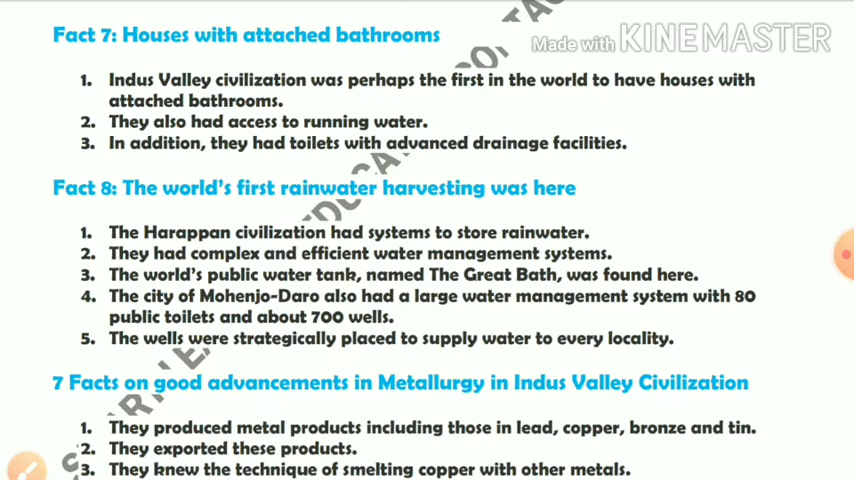 Made with KINEMASTER
Fact 7: Houses with attached bathrooms
1. Indus Valley civilization was perhaps the first in the world to have houses with
attached bathrooms.
2. They also had access to running water.
3. In addition, they had toilets with advanced drainage facilities.
Fact 8: The world's first rainwater harvesting was here
1. The Harappan civilization had systems to store rainwater.
2. They had complex and efficient water management systems.
3. The world's public water tank, named The Great Bath, was found here.
4. The city of Mohenjo-Daro also had a large water management system with 80
public toilets and about 700 wells.
5. The wells were strategically placed to supply water to every locality.
7 Facts on good advancements in Metallurgy in Indus Valley Civilization
1. They produced metal products including those in lead, copper, bronze and tin.
2. They exported these products.
3. They knew the technique of smelting copper with other metals.